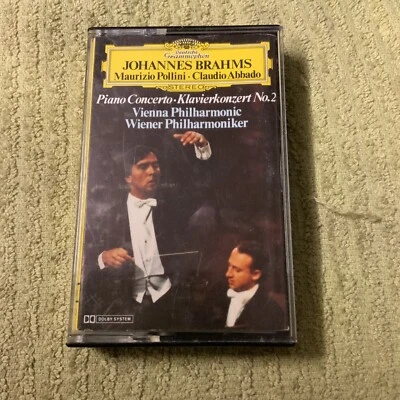 Deutsche
Grammophon
JOHANNES BRAHMS
Maurizio Pollini · Claudio Abbado
STEREO
Piano Concerto · Klavierkonzert No. 2
Vienna Philharmonic
Wiener Philharmoniker
DOLBY SYSTEM